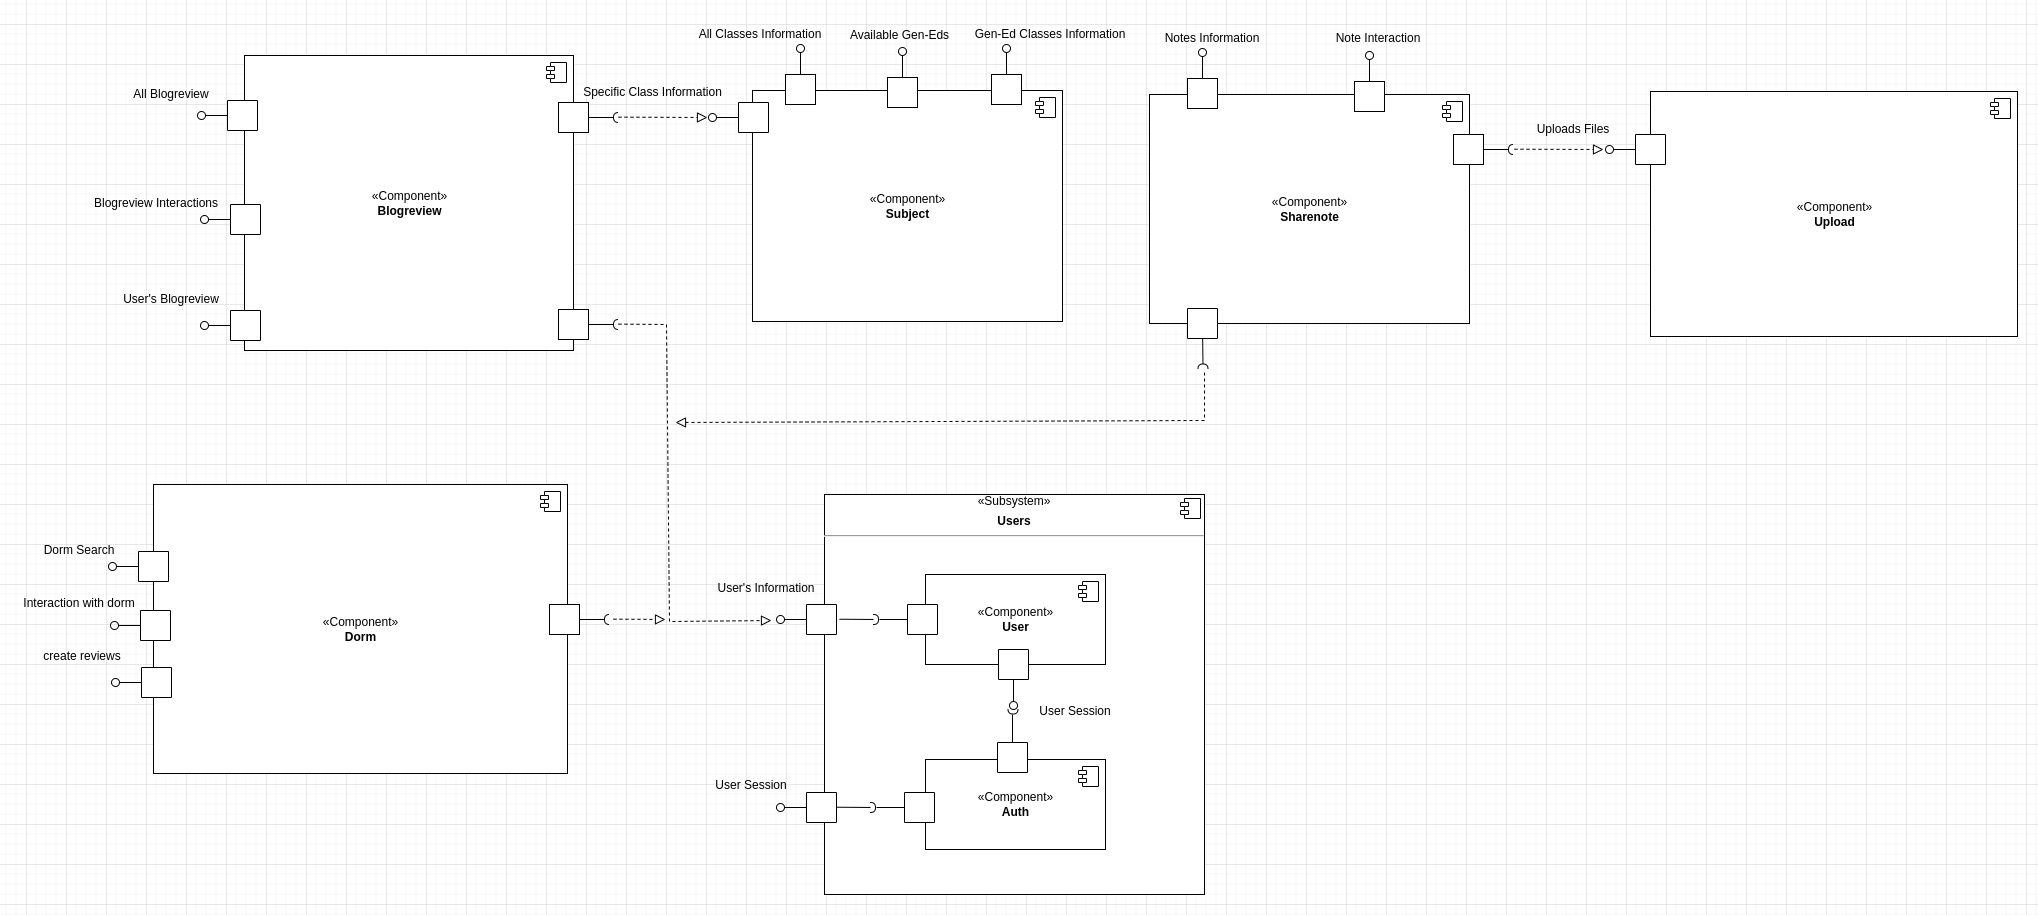 All Classes Information
Available Gen-Eds
Gen-Ed Classes Information
Notes Information
Note Interaction
All Blogreview
Specific Class Information
Uploads Files
Blogreview Interactions
«Component»
Blogreview
«Component»
Subject
«Component»
Sharenote
«Component»
Upload
User's Blogreview
«Subsystem»
Users
Dorm Search
Interaction with dorm
create reviews
«Component»
Dorm
User's Information
«Component»
User
User Session
User Session
«Component»
Auth